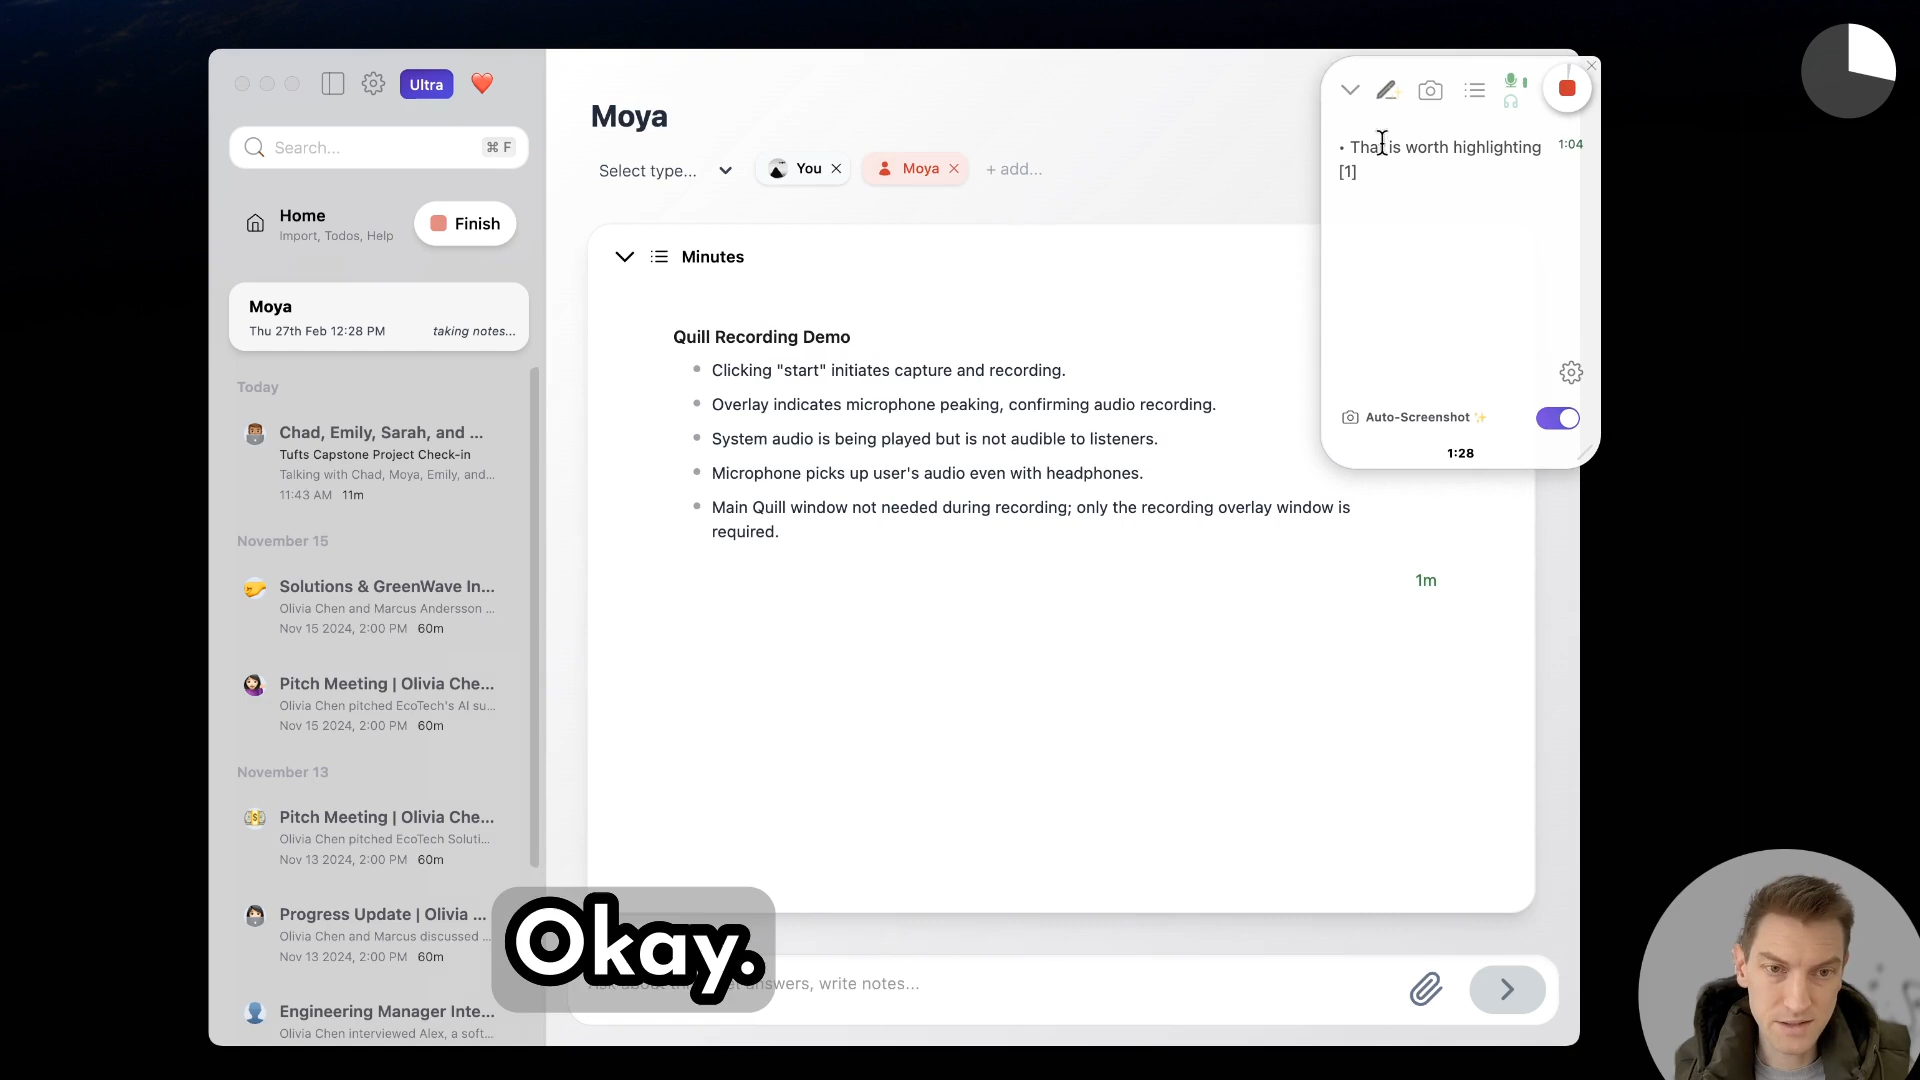 Ultra
Search...
⌘ F
Home
Import, Todos, Help
Finish
Moya
Thu 27th Feb 12:28 PM
taking notes...
Today
Chad, Emily, Sarah, and ...
Tufts Capstone Project Check-in
Talking with Chad, Moya, Emily, and...
11:43 AM 11m
November 15
Solutions & GreenWave In...
Olivia Chen and Marcus Andersson ...
Nov 15 2024, 2:00 PM 60m
Pitch Meeting | Olivia Che...
Olivia Chen pitched EcoTech's AI su...
Nov 15 2024, 2:00 PM 60m
November 13
Pitch Meeting | Olivia Che...
Olivia Chen pitched EcoTech Soluti...
Nov 13 2024, 2:00 PM 60m
Progress Update | Olivia ...
Olivia Chen and Marcus discussed ...
Nov 13 2024, 2:00 PM 60m
Engineering Manager Inte...
Olivia Chen interviewed Alex, a soft...
Moya
Select type...
You
Moya
+ add...
Minutes
Quill Recording Demo
Clicking "start" initiates capture and recording.
Overlay indicates microphone peaking, confirming audio recording.
System audio is being played but is not audible to listeners.
Microphone picks up user's audio even with headphones.
Main Quill window not needed during recording; only the recording overlay window is
required.
1m
• That is worth highlighting
[1]
1:04
Auto-Screenshot
1:28
Okay.
answers, write notes...